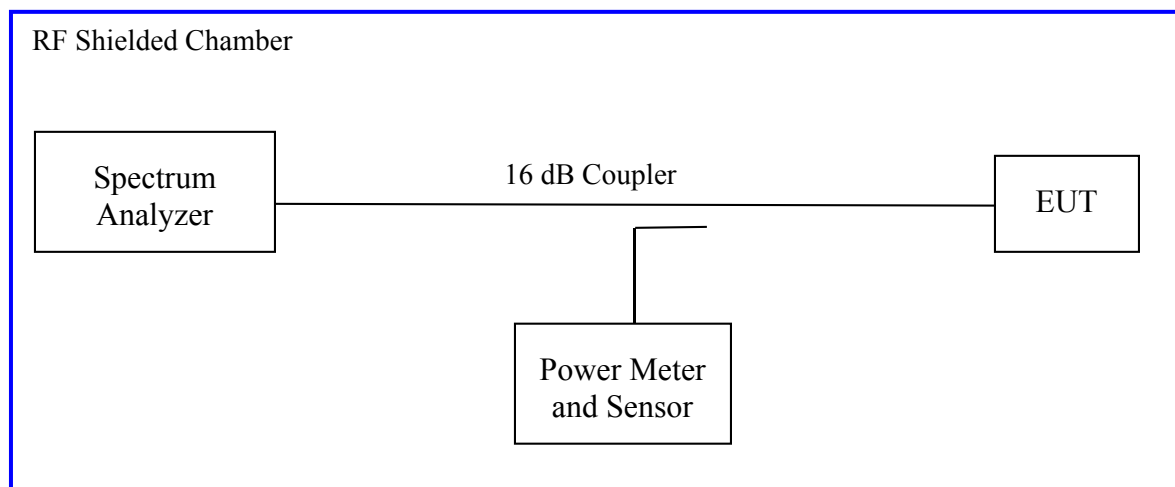 RF Shielded Chamber
Spectrum
Analyzer
16 dB Coupler
EUT
Power Meter
and Sensor